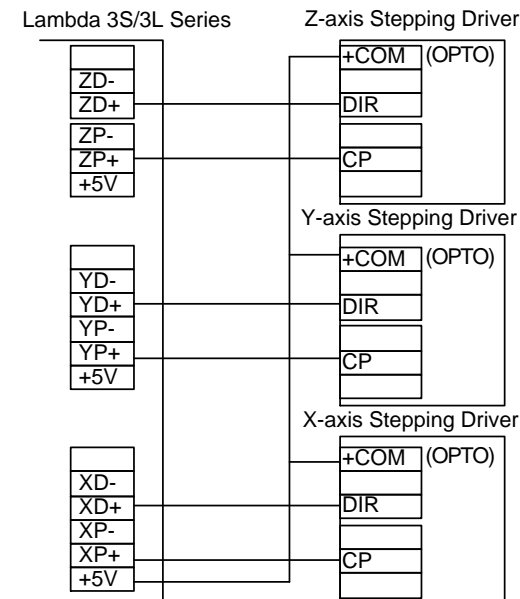 Lambda 3S/3L Series
Z-axis Stepping Driver
ZD-
ZD+
ZP-
ZP+
+5V
+COM (OPTO)
DIR
CP
Y-axis Stepping Driver
YD-
YD+
YP-
YP+
+5V
+COM (OPTO)
DIR
CP
X-axis Stepping Driver
XD-
XD+
XP-
XP+
+5V
+COM (OPTO)
DIR
CP